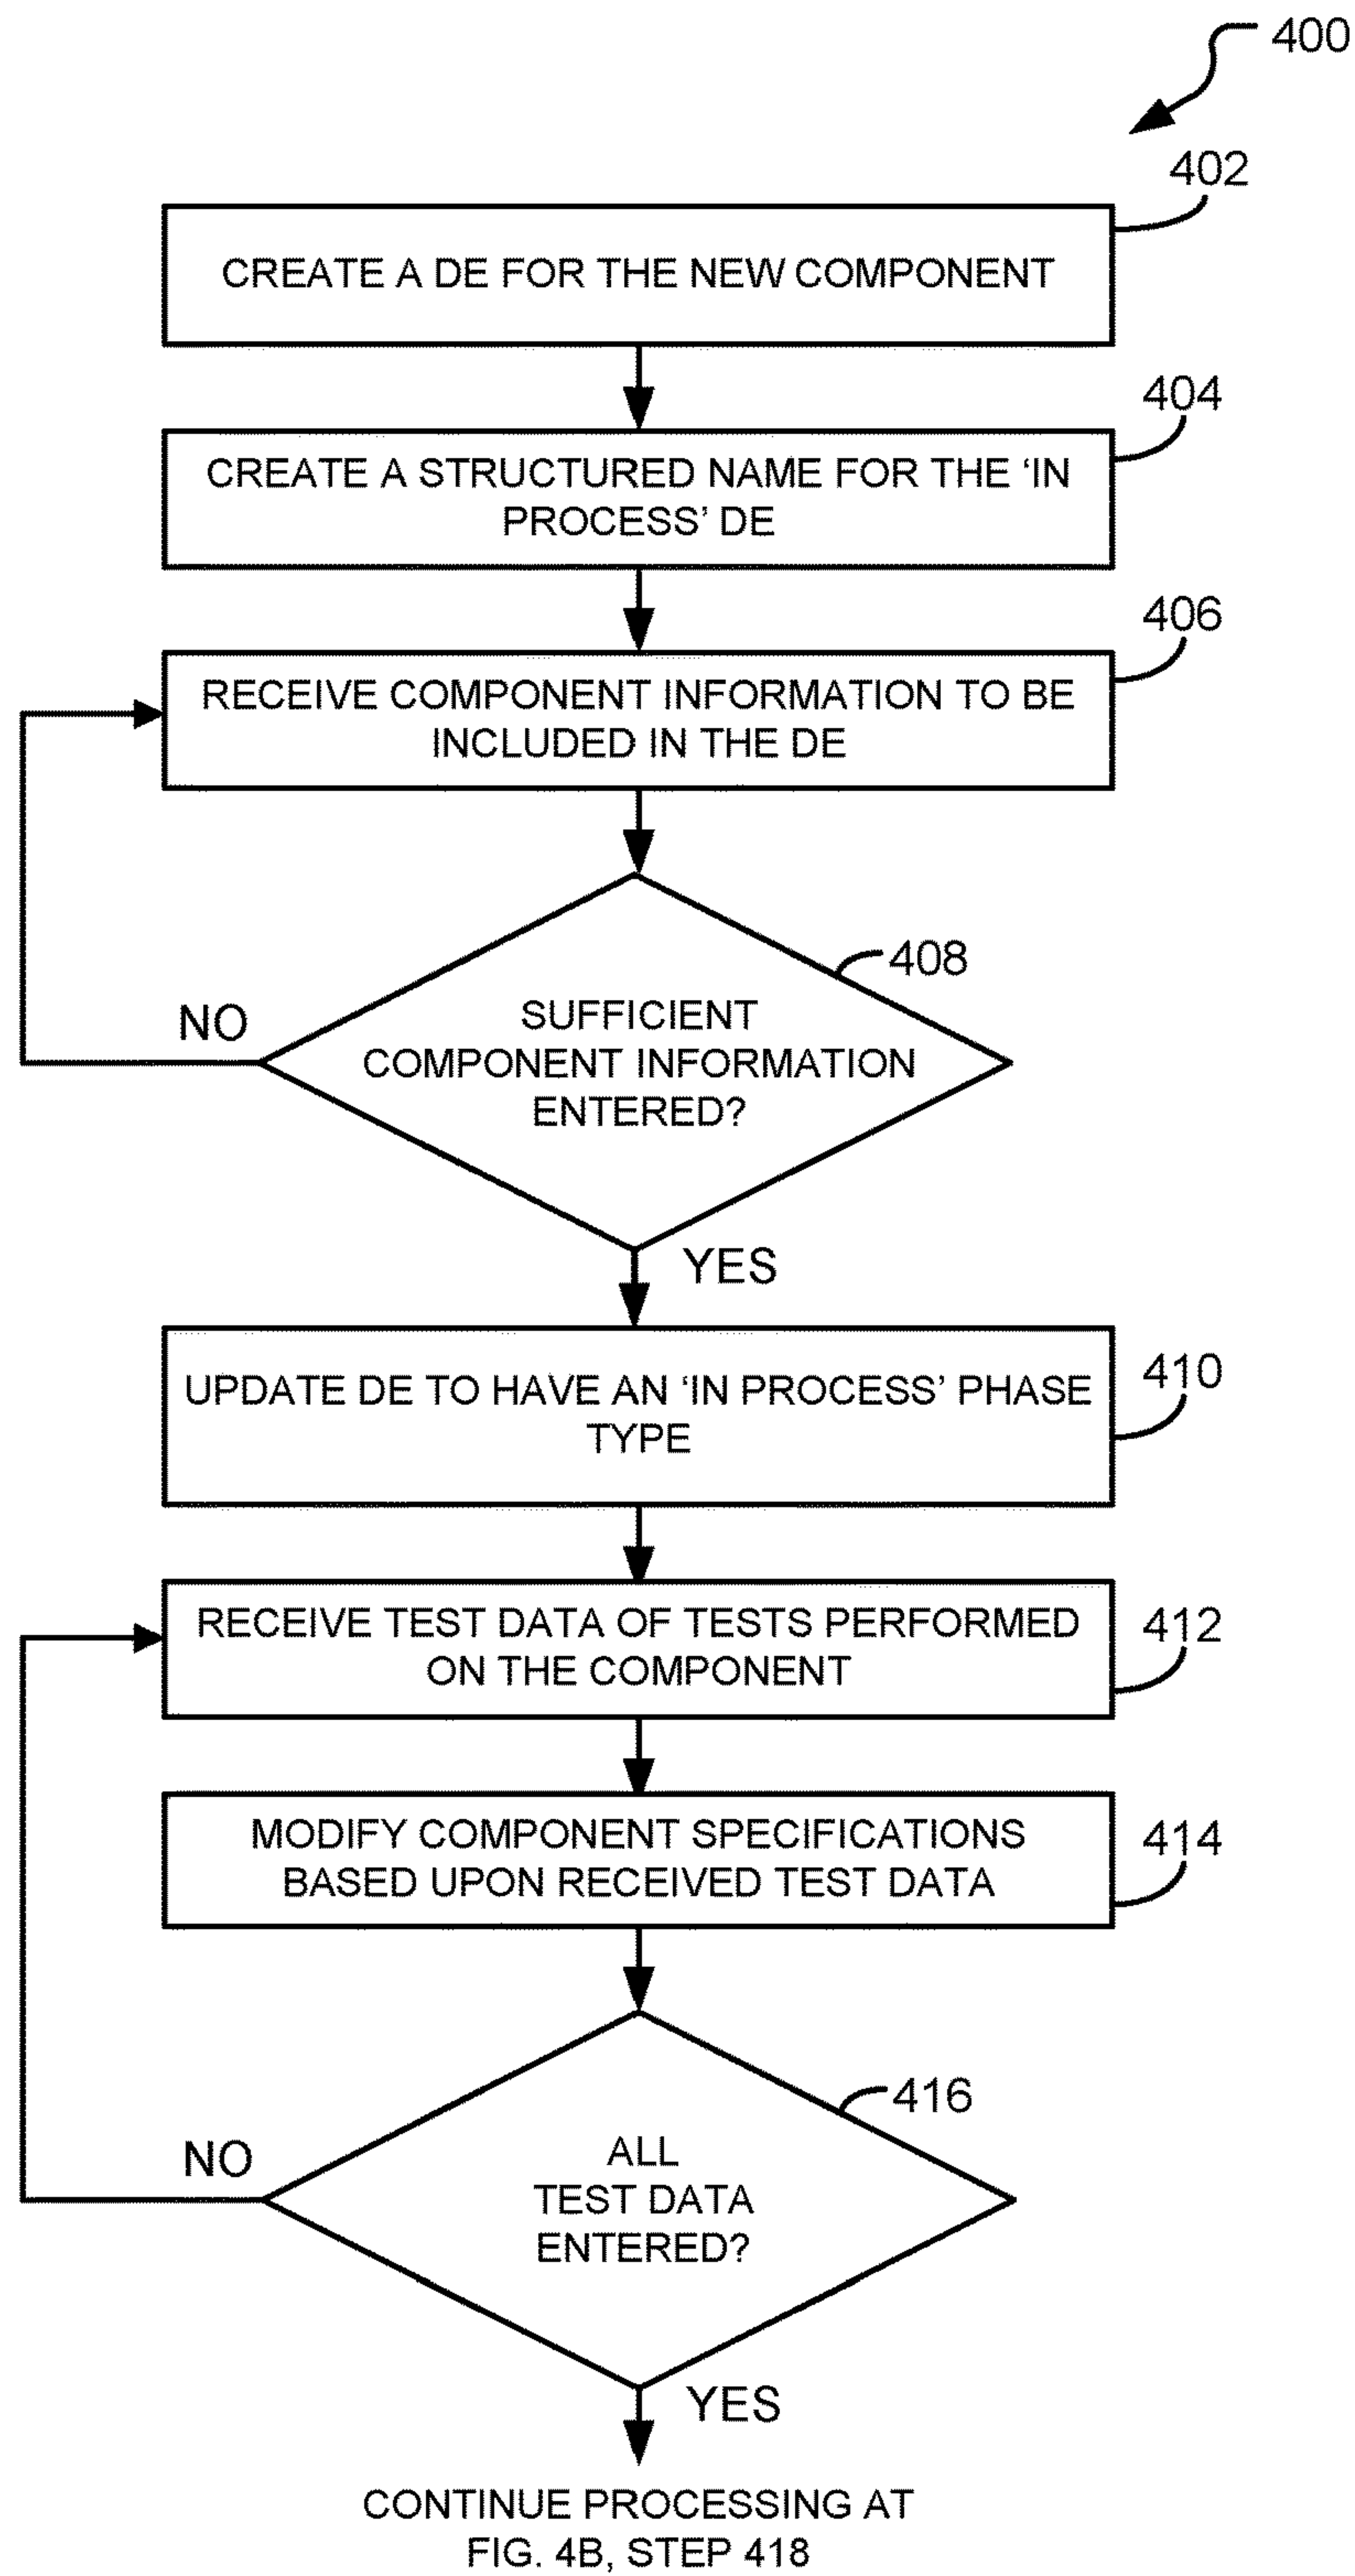 400
402
CREATE A DE FOR THE NEW COMPONENT
404
CREATE A STRUCTURED NAME FOR THE ‘IN
PROCESS’ DE
406
RECEIVE COMPONENT INFORMATION TO BE
INCLUDED IN THE DE
408
SUFFICIENT
COMPONENT INFORMATION
ENTERED?
NO
YES
410
UPDATE DE TO HAVE AN ‘IN PROCESS’ PHASE
TYPE
412
RECEIVE TEST DATA OF TESTS PERFORMED
ON THE COMPONENT
414
MODIFY COMPONENT SPECIFICATIONS
BASED UPON RECEIVED TEST DATA
416
ALL
TEST DATA
ENTERED?
NO
YES
CONTINUE PROCESSING AT
FIG. 4B, STEP 418